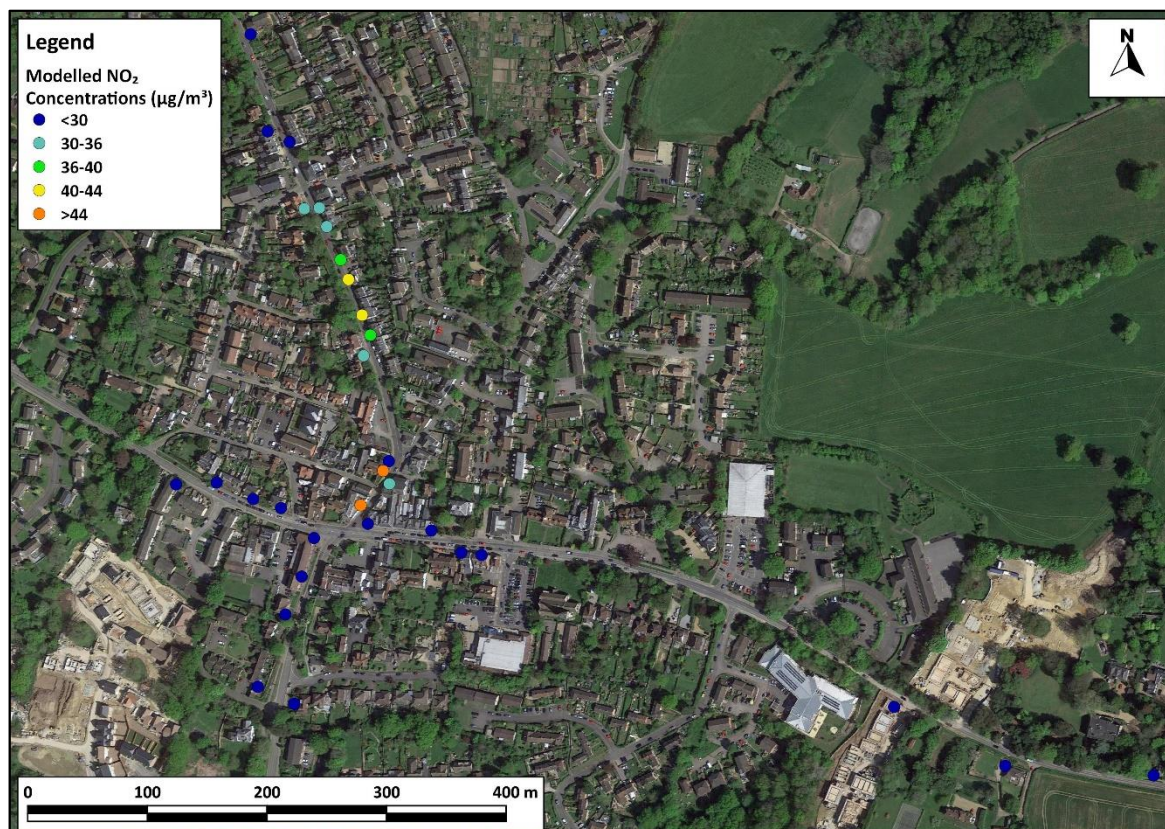 Legend
Modelled NO₂
Concentrations (µg/m³)
<30
30-36
36-40
40-44
>44
N
0 100 200 300 400 m